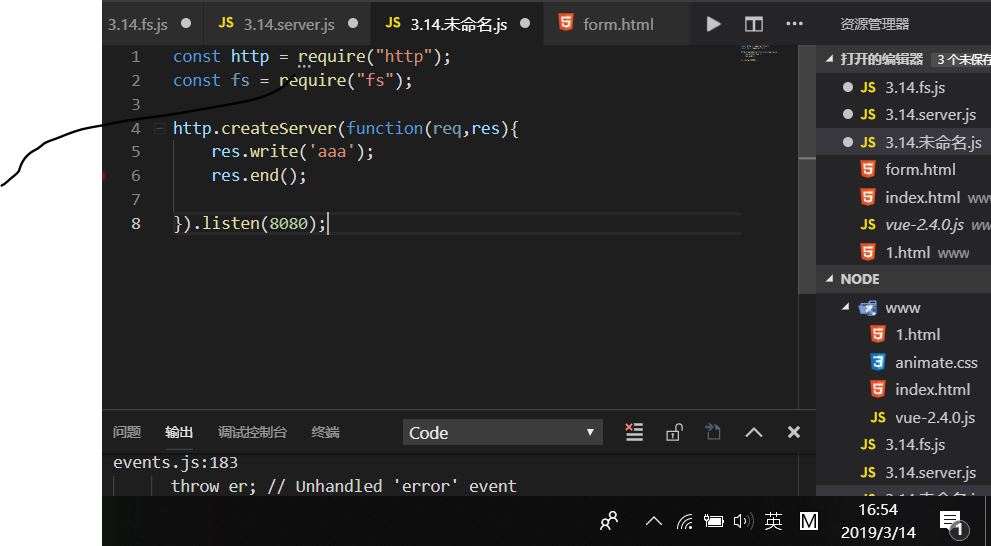 3.14.fs.js
JS 3.14.server.js
JS 3.14.未命名.js
form.html
资源管理器
1 const http = require("http");
2 const fs = require("fs");
3
4 http.createServer(function(req,res){
5 res.write('aaa');
6 res.end();
7
8 }).listen(8080);
打开的编辑器 3 个未保存
JS 3.14.fs.js
JS 3.14.server.js
JS 3.14.未命名.js
form.html
index.html www
JS vue-2.4.0.js
1.html www
NODE
www
1.html
animate.css
index.html
JS vue-2.4.0.js
JS 3.14.fs.js
JS 3.14.server.js
问题 输出 调试控制台 终端
Code
events.js:183
throw er; // Unhandled 'error' event
英 M
16:54
2019/3/14
1